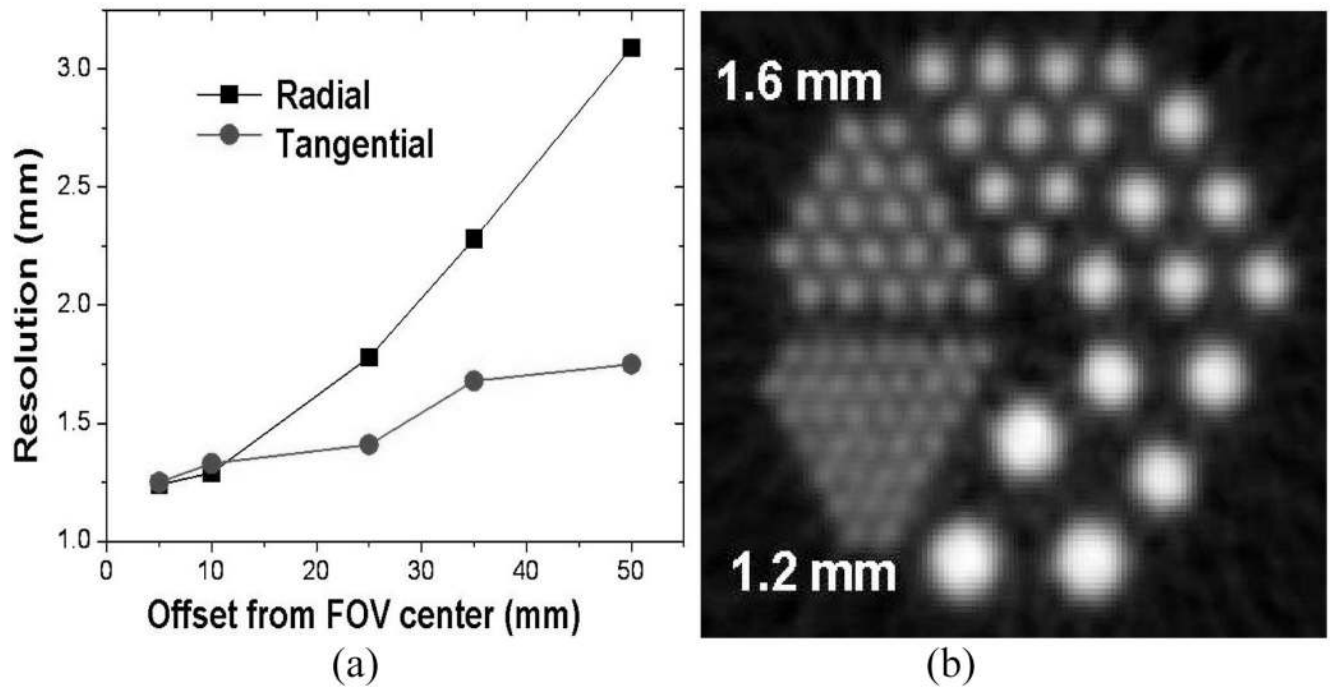 Resolution (mm)
3.0
2.5
2.0
1.5
1.0
0
10
20
30
40
50
Offset from FOV center (mm)
Radial
Tangential
(a)
1.6 mm
1.2 mm
(b)